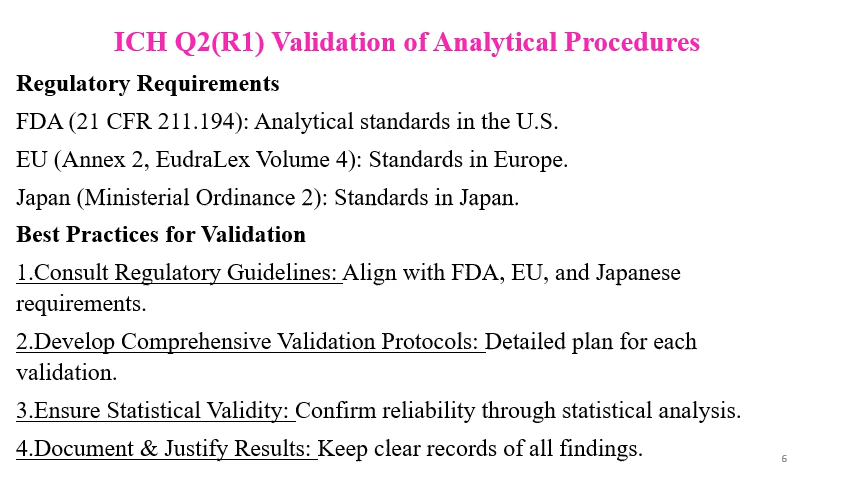 ICH Q2(R1) Validation of Analytical Procedures
Regulatory Requirements
FDA (21 CFR 211.194): Analytical standards in the U.S.
EU (Annex 2, EudraLex Volume 4): Standards in Europe.
Japan (Ministerial Ordinance 2): Standards in Japan.
Best Practices for Validation
1.Consult Regulatory Guidelines: Align with FDA, EU, and Japanese
requirements.
2.Develop Comprehensive Validation Protocols: Detailed plan for each
validation.
3.Ensure Statistical Validity: Confirm reliability through statistical analysis.
4.Document & Justify Results: Keep clear records of all findings.
6